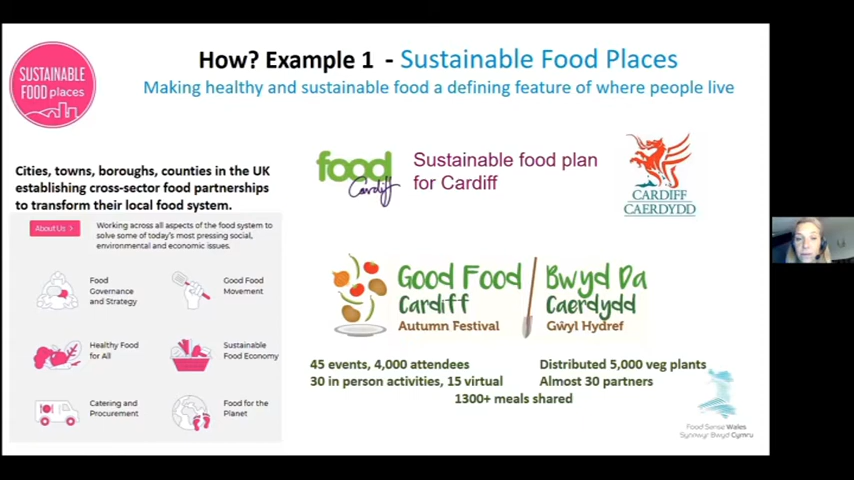 How? Example 1 - Sustainable Food Places
Making healthy and sustainable food a defining feature of where people live
SUSTAINABLE
FOOD places
Cities, towns, boroughs, counties in the UK
establishing cross-sector food partnerships
to transform their local food system.
About Us >
Working across all aspects of the food system to
solve some of today's most pressing social,
environmental and economic issues.
Food
Governance
and Strategy
Good Food
Movement
Healthy Food
for All
Sustainable
Food Economy
Catering and
Procurement
Food for the
Planet
food
Cardiff
Sustainable food plan
for Cardiff
CARDIFF
CAERDYDD
Good Food
Cardiff
Autumn Festival
Bwyd Da
Caerdydd
Gŵyl Hydref
45 events, 4,000 attendees
30 in person activities, 15 virtual
Distributed 5,000 veg plants
Almost 30 partners
1300+ meals shared
Food Sense Wales
Synnwyr Bwyd Cymru